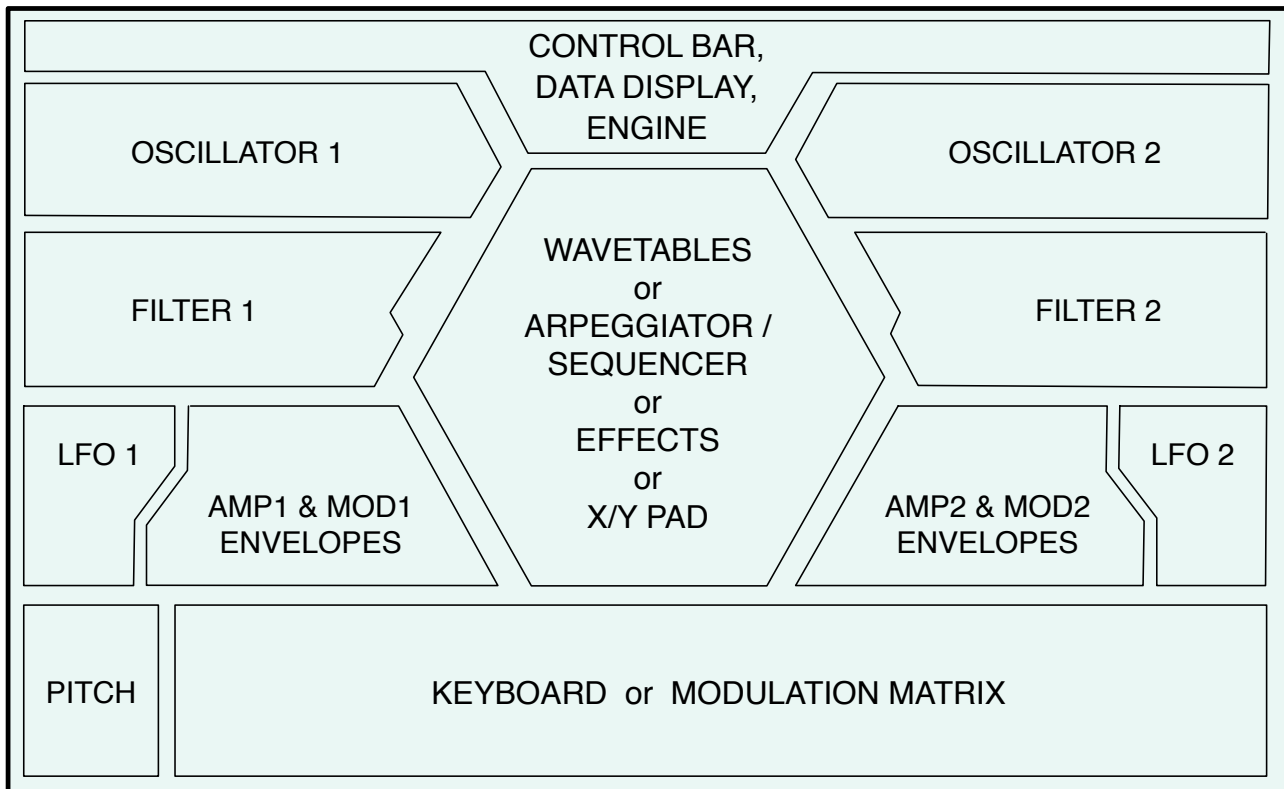 CONTROL BAR,
DATA DISPLAY,
ENGINE
OSCILLATOR 1
OSCILLATOR 2
WAVETABLES
or
ARPEGGIATOR /
SEQUENCER
or
EFFECTS
or
X/Y PAD
FILTER 1
FILTER 2
LFO 1
AMP1 & MOD1
ENVELOPES
AMP2 & MOD2
ENVELOPES
LFO 2
PITCH
KEYBOARD or MODULATION MATRIX